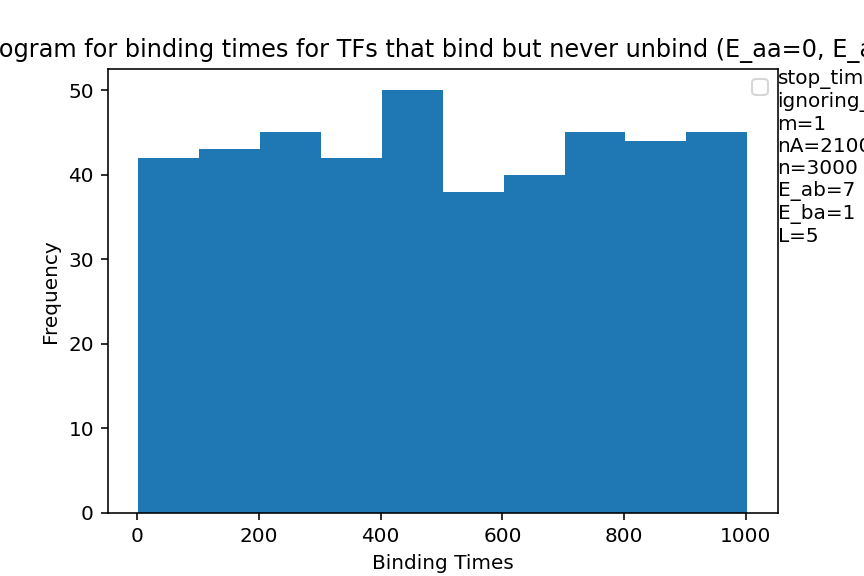 ogram for binding times for TFs that bind but never unbind (E_aa=0, E_a
stop_tim
ignoring_
m=1
nA=2100
n=3000
E_ab=7
E_ba=1
L=5
Frequency
50
40
30
20
10
0
0 200 400 600 800 1000
Binding Times